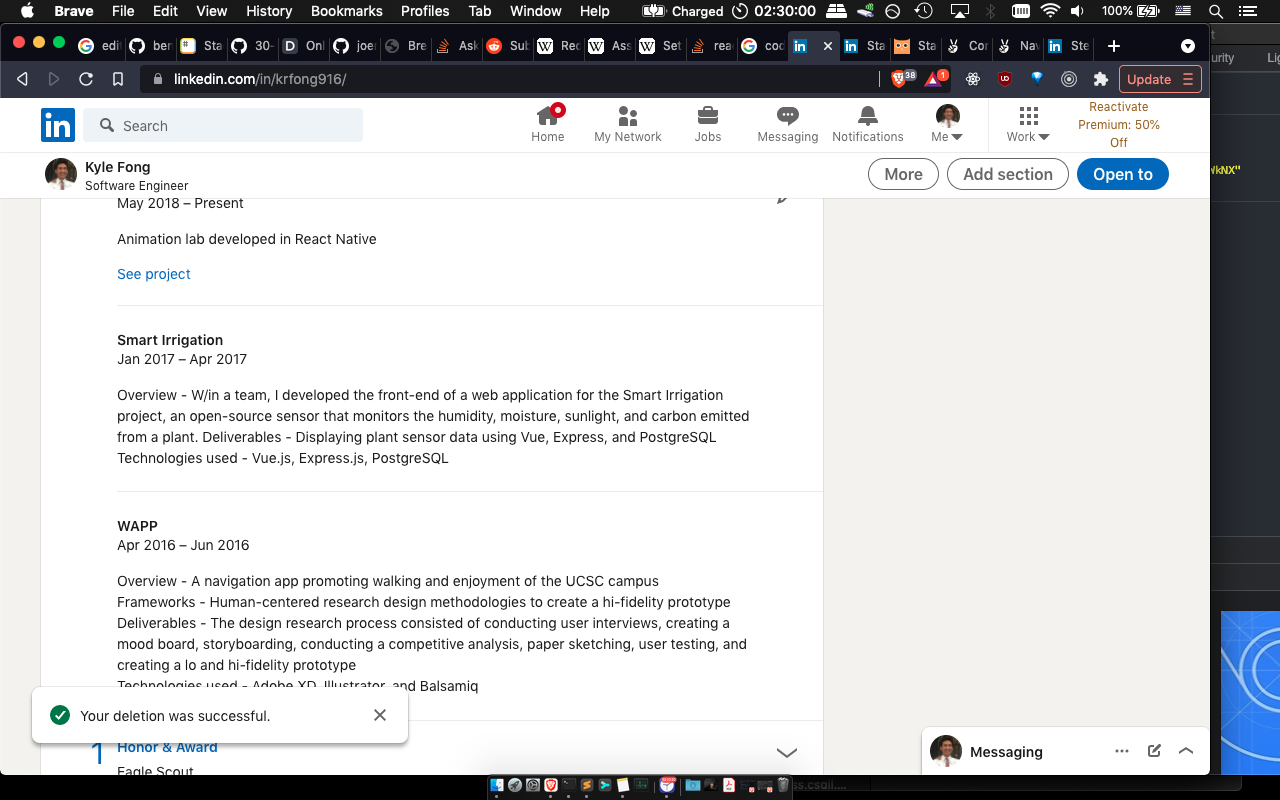 Brave File Edit View History Bookmarks Profiles Tab Window Help Charged 02:30:00 100%
edi ber Sta 30- Onl joe Bre Ask Sub Rec Ass Set rea coc Sta Sta Cor Nav Ste
linkedin.com/in/krfong916/ 38 1 Update
in Search Home My Network Jobs Messaging Notifications Me Work
Reactivate
Premium: 50%
Off
Kyle Fong
Software Engineer
More Add section Open to
May 2018 – Present
Animation lab developed in React Native
See project
Smart Irrigation
Jan 2017 – Apr 2017
Overview - W/in a team, I developed the front-end of a web application for the Smart Irrigation
project, an open-source sensor that monitors the humidity, moisture, sunlight, and carbon emitted
from a plant. Deliverables - Displaying plant sensor data using Vue, Express, and PostgreSQL
Technologies used - Vue.js, Express.js, PostgreSQL
WAPP
Apr 2016 – Jun 2016
Overview - A navigation app promoting walking and enjoyment of the UCSC campus
Frameworks - Human-centered research design methodologies to create a hi-fidelity prototype
Deliverables - The design research process consisted of conducting user interviews, creating a
mood board, storyboarding, conducting a competitive analysis, paper sketching, user testing, and
creating a lo and hi-fidelity prototype
Technologies used - Adobe XD, Illustrator, and Balsamiq
Your deletion was successful.
1 Honor & Award
Eagle Scout
Messaging